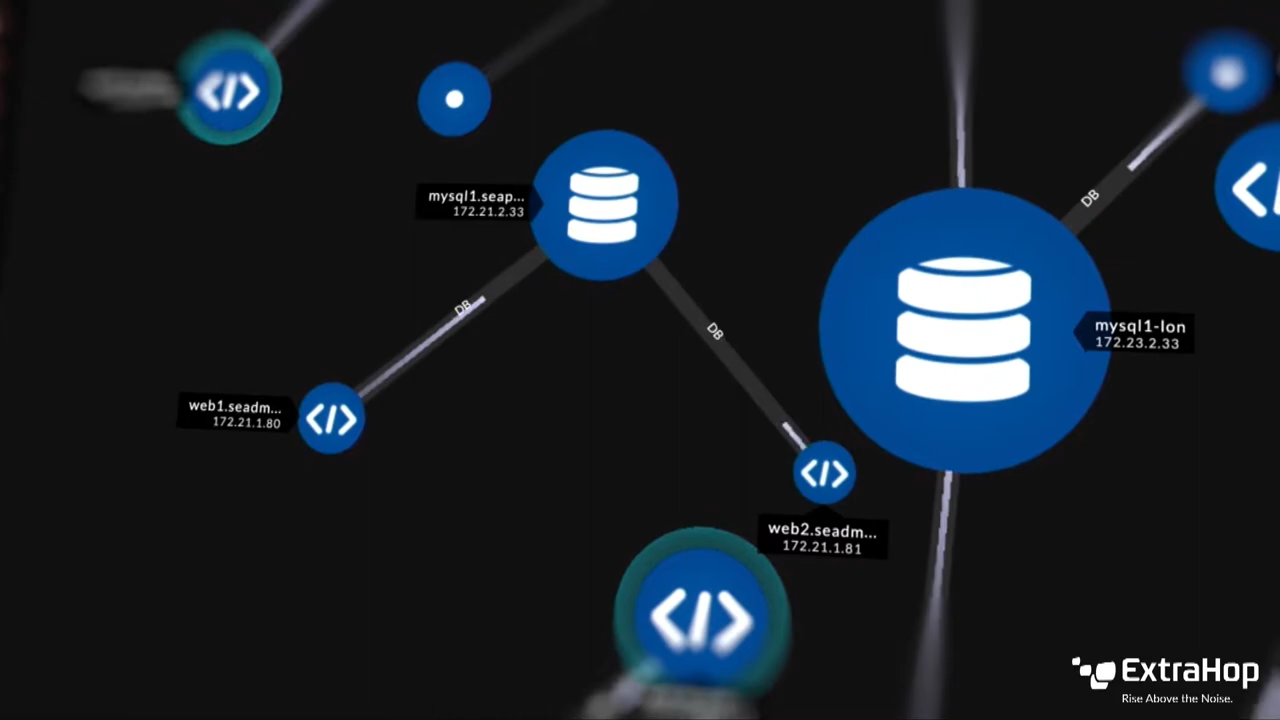 mysql1.seap...
172.21.2.33
DB
DB
DB
mysql1-lon
172.23.2.33
web1.seadm...
172.21.1.80
web2.seadm...
172.21.1.81
ExtraHop
Rise Above the Noise.